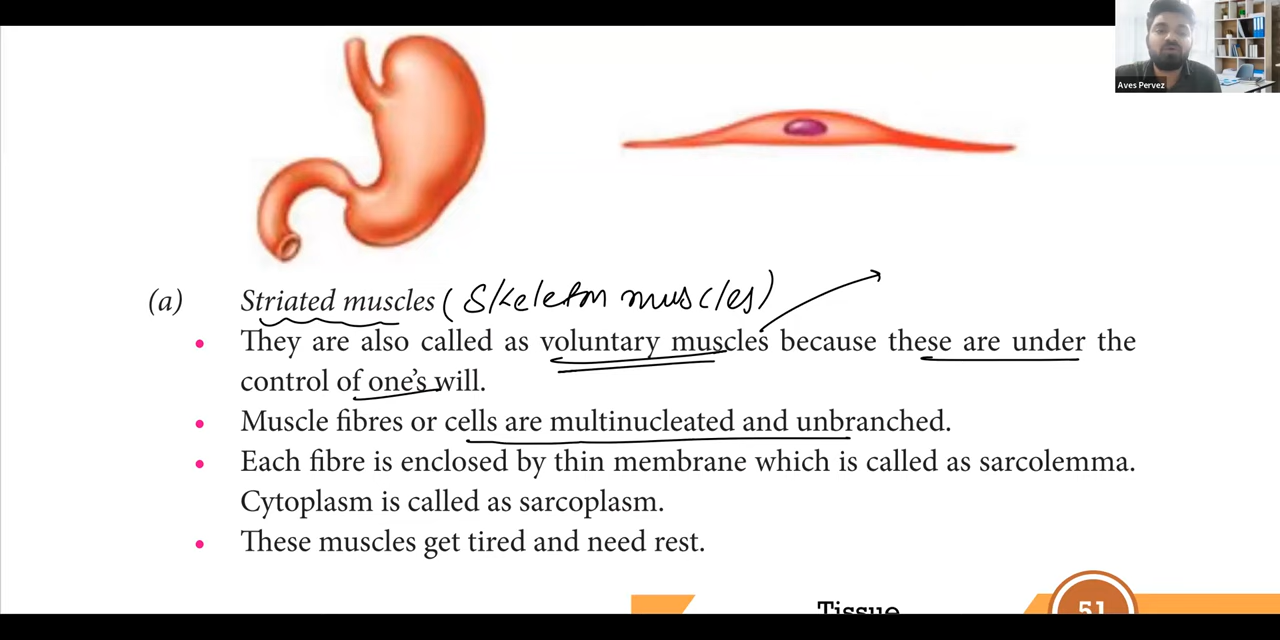 Aves Pervez
(a) Striated muscles (Skeleton muscles)
• They are also called as voluntary muscles because these are under the
control of one's will.
• Muscle fibres or cells are multinucleated and unbranched.
• Each fibre is enclosed by thin membrane which is called as sarcolemma.
Cytoplasm is called as sarcoplasm.
• These muscles get tired and need rest.
Tissue 51